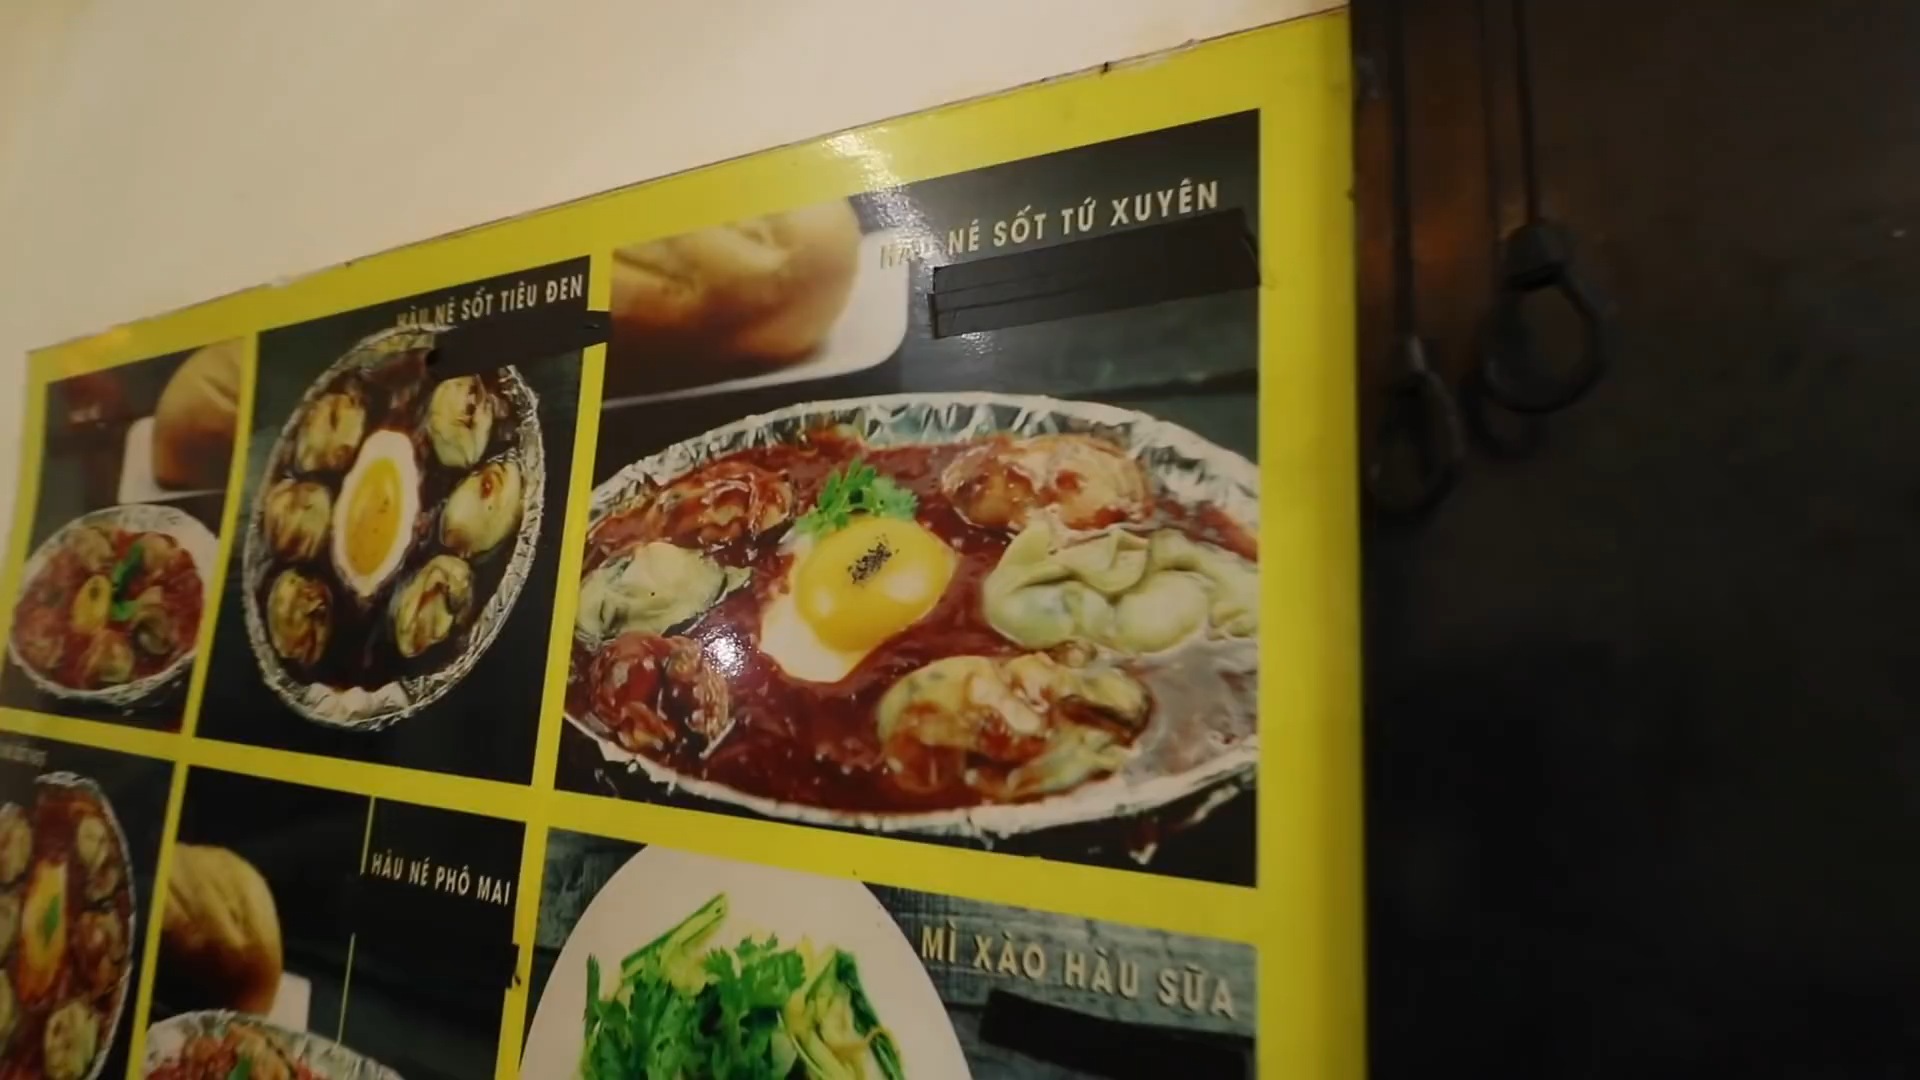 HÀU NÉ SỐT TỨ XUYÊN
HÀU NÉ SỐT TIÊU ĐEN
HÀU NÉ PHÔ MAI
MÌ XÀO HÀU SỮA